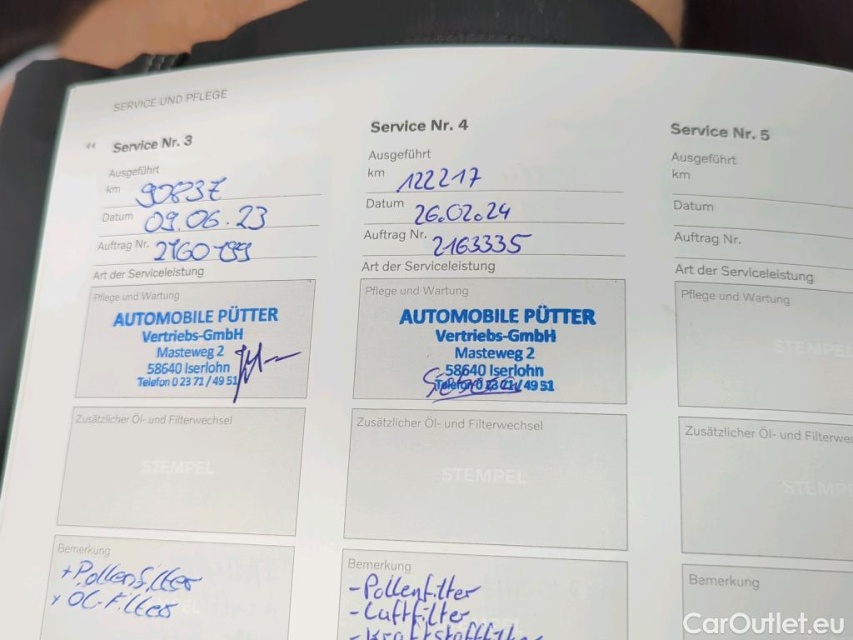 SERVICE UND PFLEGE
“ Service Nr. 3
Ausgeführt
km 90837
Datum 09.06.23
Auftrag Nr.
Art der Serviceleistung
Pflege und Wartung
AUTOMOBILE PÜTTER
Vertriebs-GmbH
Masteweg 2
58640 Iserlohn
Telefon 0 23 71 / 49 51
Zusätzlicher Öl- und Filterwechsel
STEMPEL
Bemerkung
+ Pollenfilter
+ Öl-Filter
Service Nr. 4
Ausgeführt
km 122217
Datum 26.02.24
Auftrag Nr. 2163335
Art der Serviceleistung
Pflege und Wartung
AUTOMOBILE PÜTTER
Vertriebs-GmbH
Masteweg 2
58640 Iserlohn
Telefon 0 23 71 / 49 51
Zusätzlicher Öl- und Filterwechsel
STEMPEL
Bemerkung
- Pollenfilter
- Luftfilter
- Kraftstofffilter
Service Nr. 5
Ausgeführt
km
Datum
Auftrag Nr.
Art der Serviceleistung
Pflege und Wartung
STEMPEL
Zusätzlicher Öl- und Filterwe
STEMP
Bemerkung
CarOutlet.eu